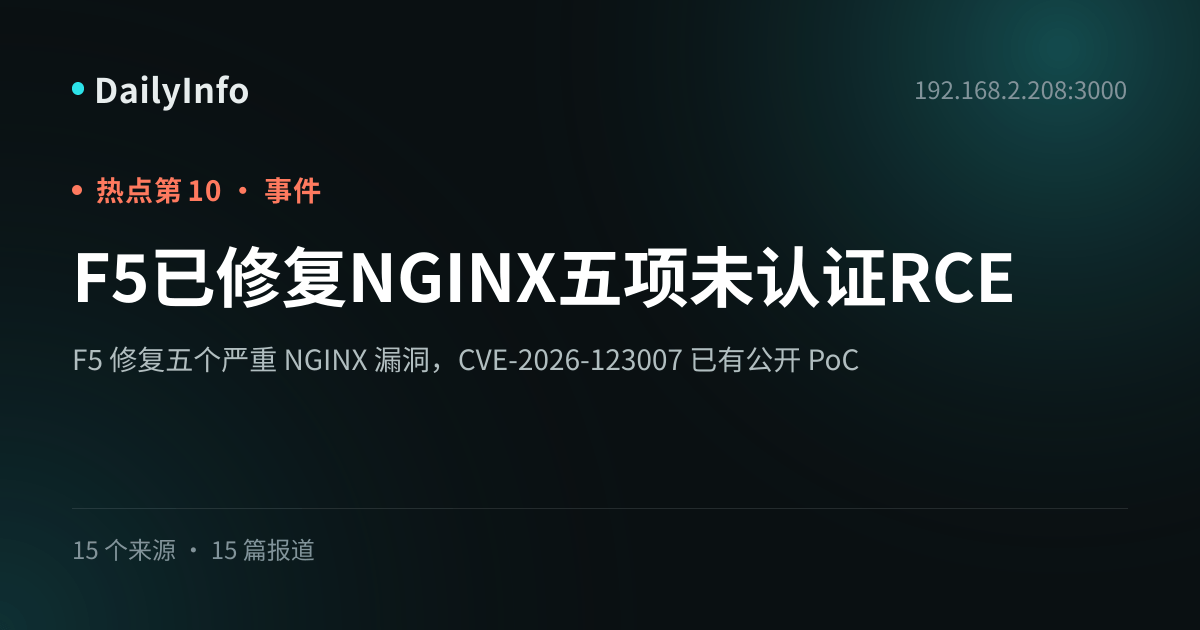 DailyInfo
192.168.2.208:3000
热点第 10 · 事件
F5已修复NGINX五项未认证RCE
F5 修复五个严重 NGINX 漏洞，CVE-2026-123007 已有公开 PoC
15 个来源 · 15 篇报道